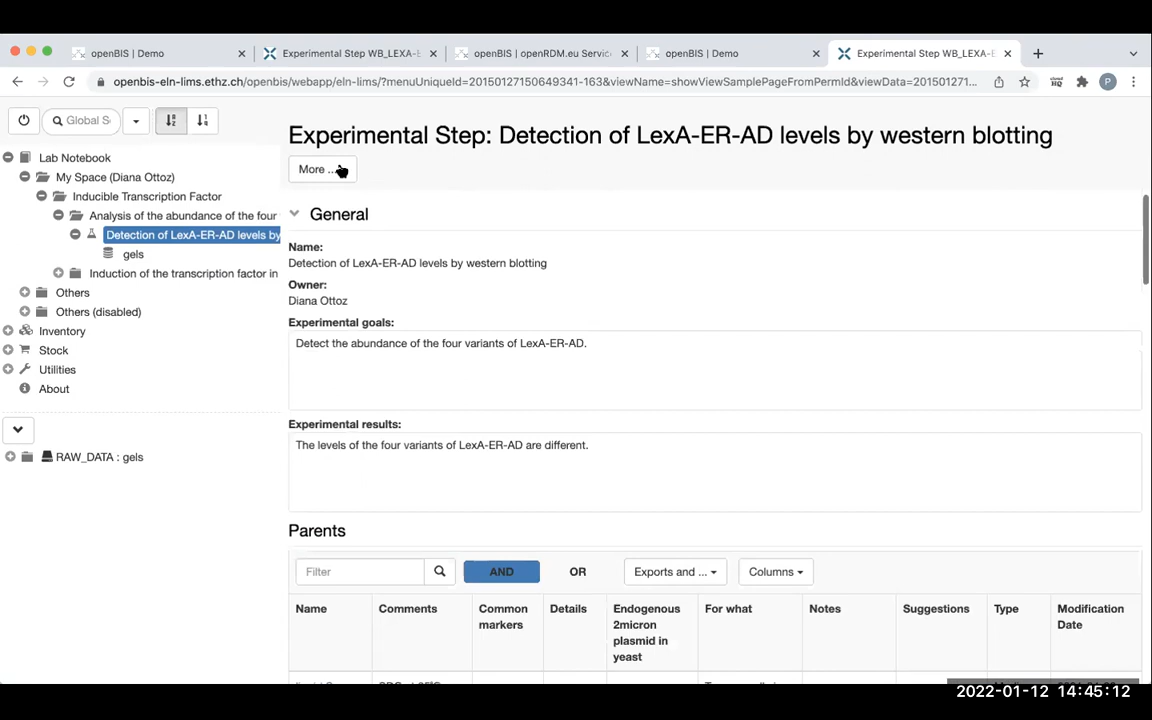 openBIS | Demo
Experimental Step WB_LEXA-E
openBIS | openRDM.eu Servic
openBIS | Demo
Experimental Step WB_LEXA-E
openbis-eln-lims.ethz.ch/openbis/webapp/eln-lims/?menuUniqueId=20150127150649341-163&viewName=showViewSamplePageFromPermId&viewData=201501271...
P
Global S
Experimental Step: Detection of LexA-ER-AD levels by western blotting
More ...
Lab Notebook
My Space (Diana Ottoz)
Inducible Transcription Factor
Analysis of the abundance of the four
Detection of LexA-ER-AD levels by
gels
Induction of the transcription factor in
Others
Others (disabled)
Inventory
Stock
Utilities
About
RAW_DATA : gels
General
Name:
Detection of LexA-ER-AD levels by western blotting
Owner:
Diana Ottoz
Experimental goals:
Detect the abundance of the four variants of LexA-ER-AD.
Experimental results:
The levels of the four variants of LexA-ER-AD are different.
Parents
Filter
AND
OR
Exports and ...
Columns
Name
Comments
Common markers
Details
Endogenous 2micron plasmid in yeast
For what
Notes
Suggestions
Type
Modification Date
2022-01-12 14:45:12